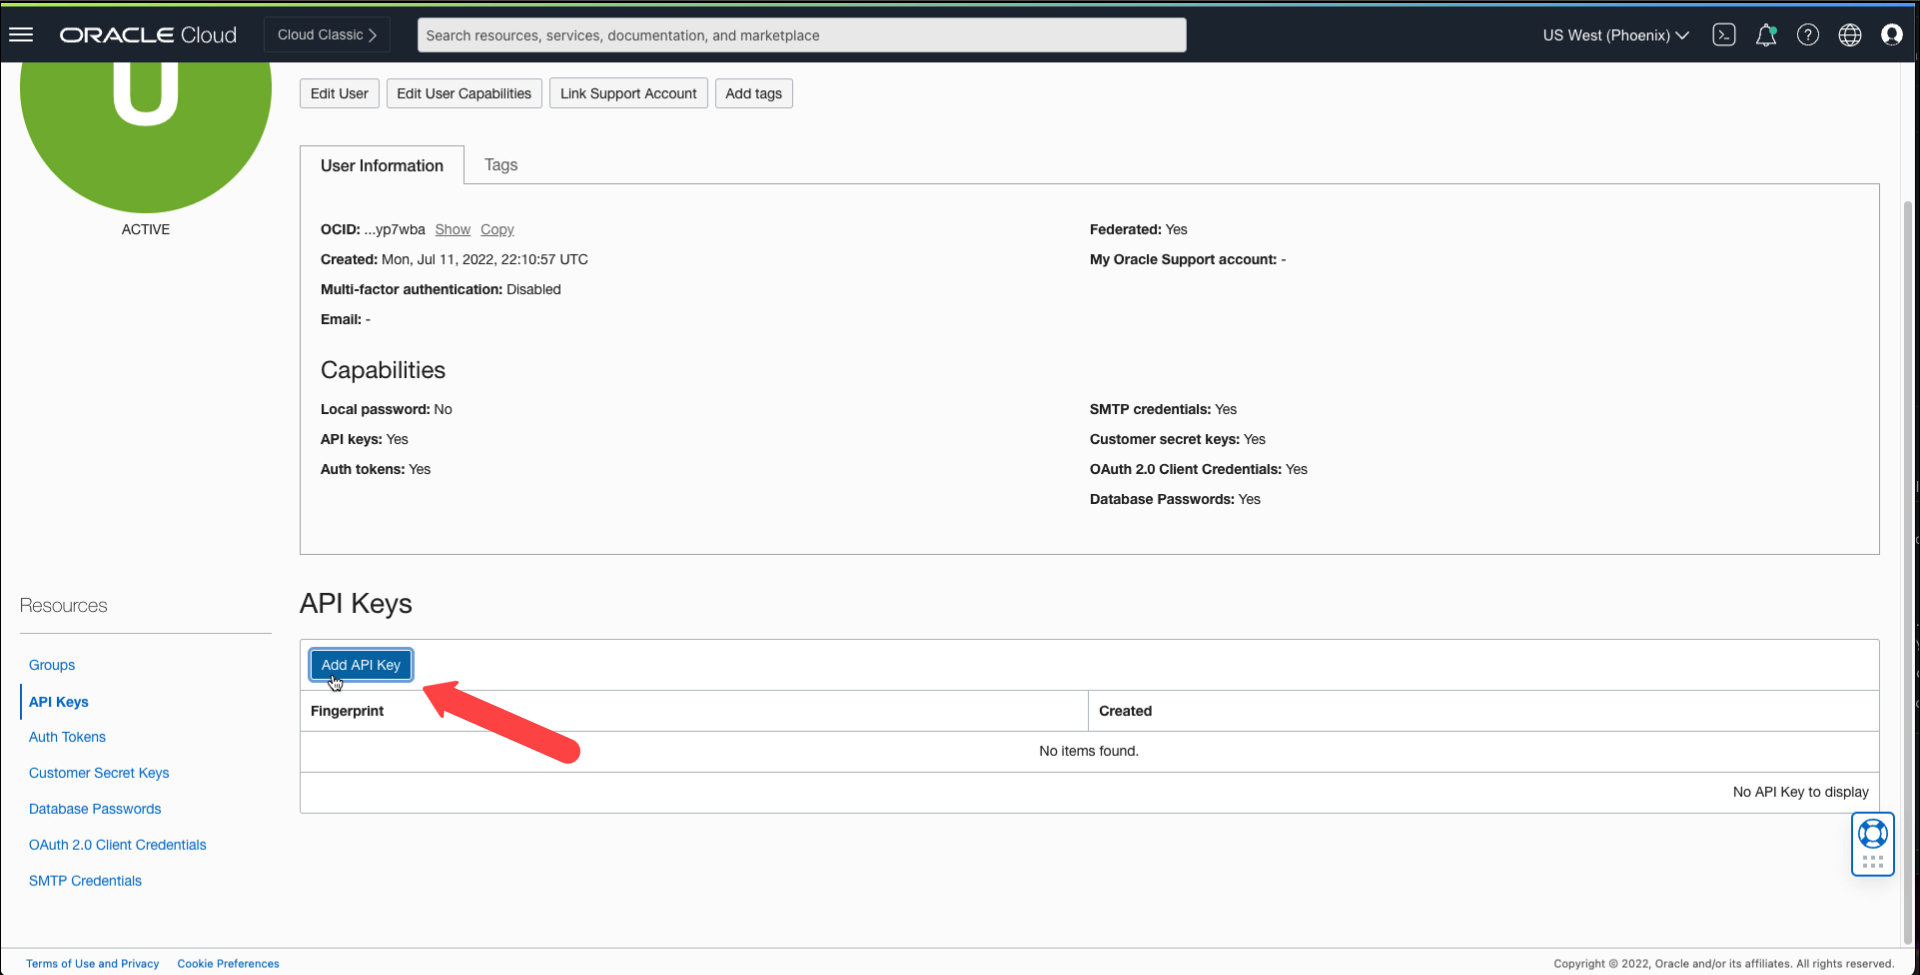 ORACLE Cloud
Cloud Classic
Search resources, services, documentation, and marketplace
US West (Phoenix)
U
ACTIVE
Edit User
Edit User Capabilities
Link Support Account
Add tags
User Information
Tags
OCID: ...yp7wba Show Copy
Created: Mon, Jul 11, 2022, 22:10:57 UTC
Multi-factor authentication: Disabled
Email: -
Federated: Yes
My Oracle Support account: -
Capabilities
Local password: No
API keys: Yes
Auth tokens: Yes
SMTP credentials: Yes
Customer secret keys: Yes
OAuth 2.0 Client Credentials: Yes
Database Passwords: Yes
Resources
Groups
API Keys
Auth Tokens
Customer Secret Keys
Database Passwords
OAuth 2.0 Client Credentials
SMTP Credentials
API Keys
Add API Key
Fingerprint
Created
No items found.
No API Key to display
Terms of Use and Privacy
Cookie Preferences
Copyright © 2022, Oracle and/or its affiliates. All rights reserved.